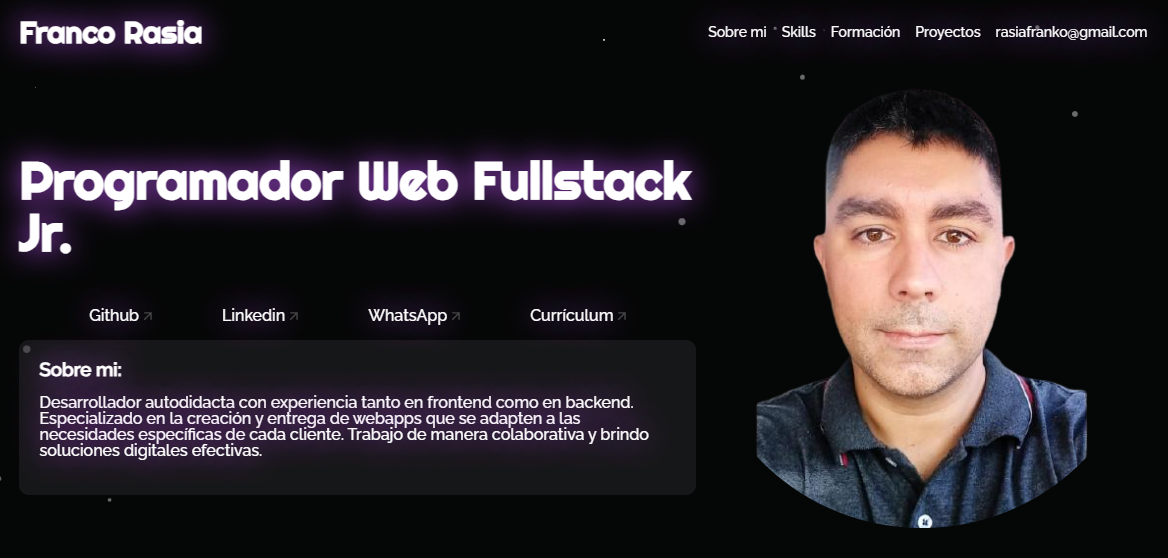 Franco Rasia
Sobre mi Skills Formación Proyectos rasiafranko@gmail.com
Programador Web Fullstack
Jr.
Github Linkedin WhatsApp Currículum
Sobre mi:
Desarrollador autodidacta con experiencia tanto en frontend como en backend.
Especializado en la creación y entrega de webapps que se adapten a las
necesidades específicas de cada cliente. Trabajo de manera colaborativa y brindo
soluciones digitales efectivas.